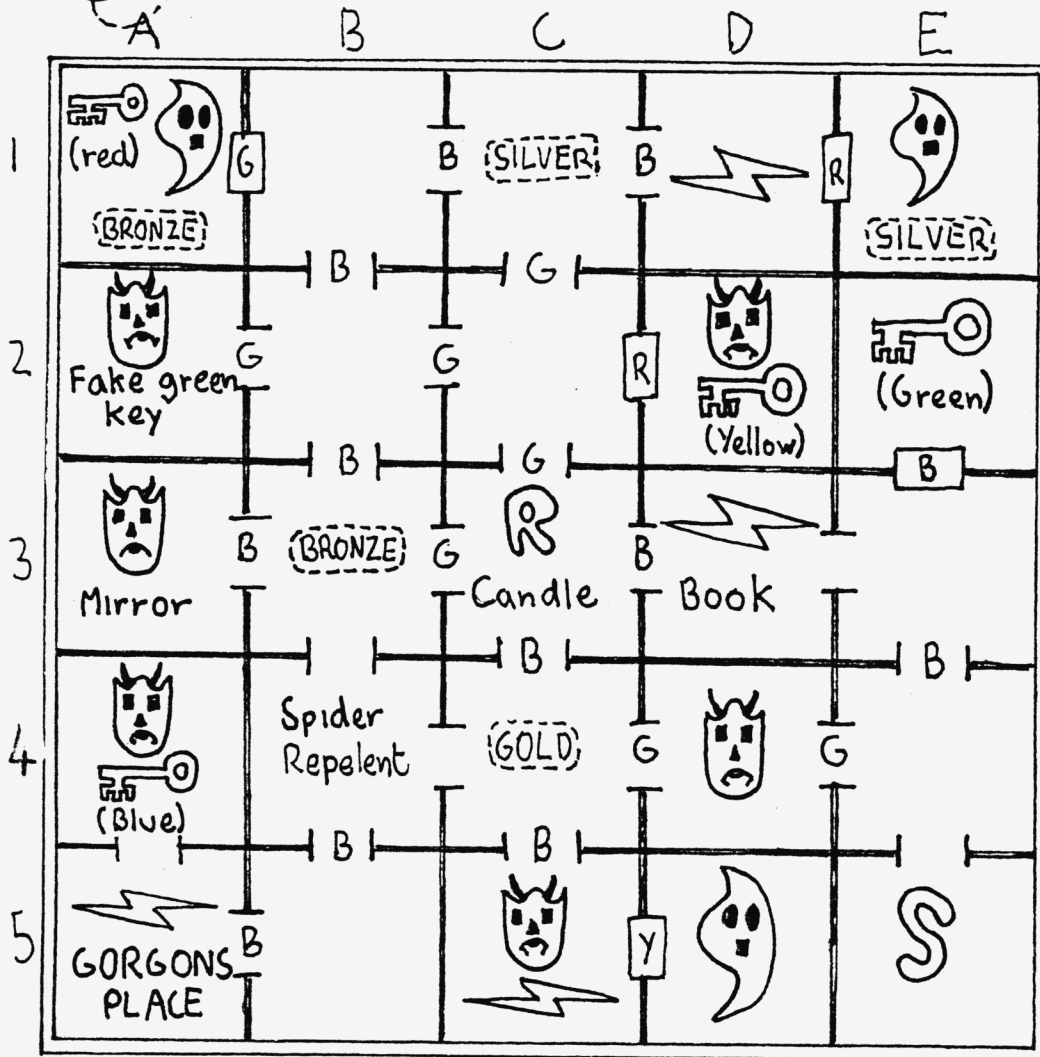 A B C D E
1
(red)
G
B
SILVER
B
R
BRONZE
SILVER
B G
2
G
G
R
Fake green
key
(Yellow)
(Green)
B G B
3
R
B
BRONZE
G
B
Mirror
Candle
Book
B B
4
Spider
Repelent
GOLD
G
G
(Blue)
B B
5
S
B
Y
GORGONS
PLACE